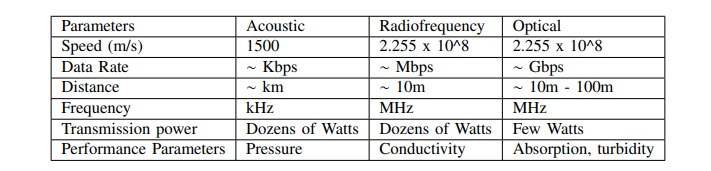 Parameters Acoustic Radiofrequency Optical
Speed (m/s) 1500 2.255 x 10^8 2.255 x 10^8
Data Rate ~ Kbps ~ Mbps ~ Gbps
Distance ~ km ~ 10m ~ 10m - 100m
Frequency kHz MHz MHz
Transmission power Dozens of Watts Dozens of Watts Few Watts
Performance Parameters Pressure Conductivity Absorption, turbidity